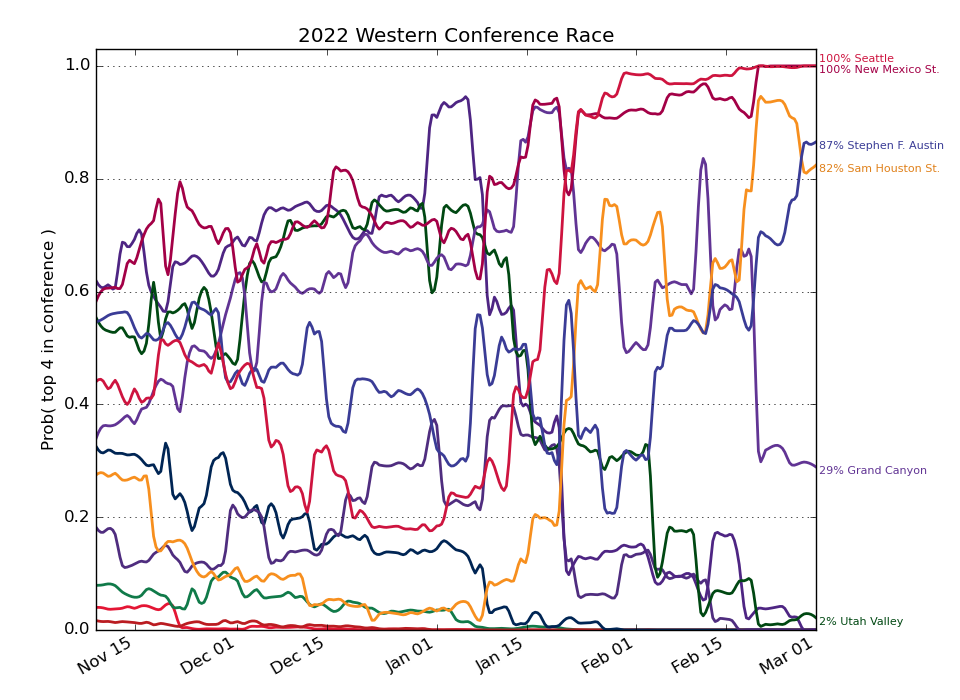 2022 Western Conference Race
Prob( top 4 in conference )
1.0
0.8
0.6
0.4
0.2
0.0
Nov 15
Dec 01
Dec 15
Jan 01
Jan 15
Feb 01
Feb 15
Mar 01
100% Seattle
100% New Mexico St.
87% Stephen F. Austin
82% Sam Houston St.
29% Grand Canyon
2% Utah Valley